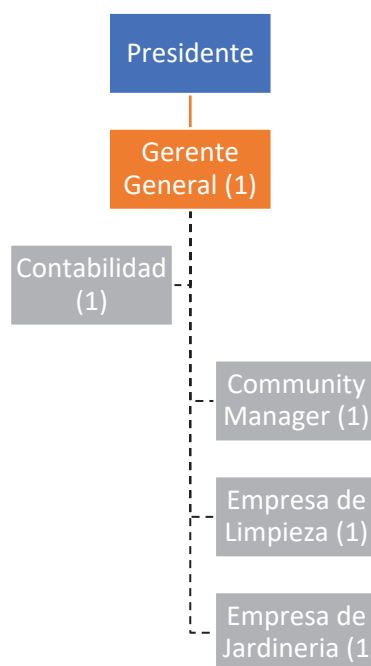 Presidente
Gerente
General (1)
Contabilidad
(1)
Community
Manager (1)
Empresa de
Limpieza (1)
Empresa de
Jardineria (1